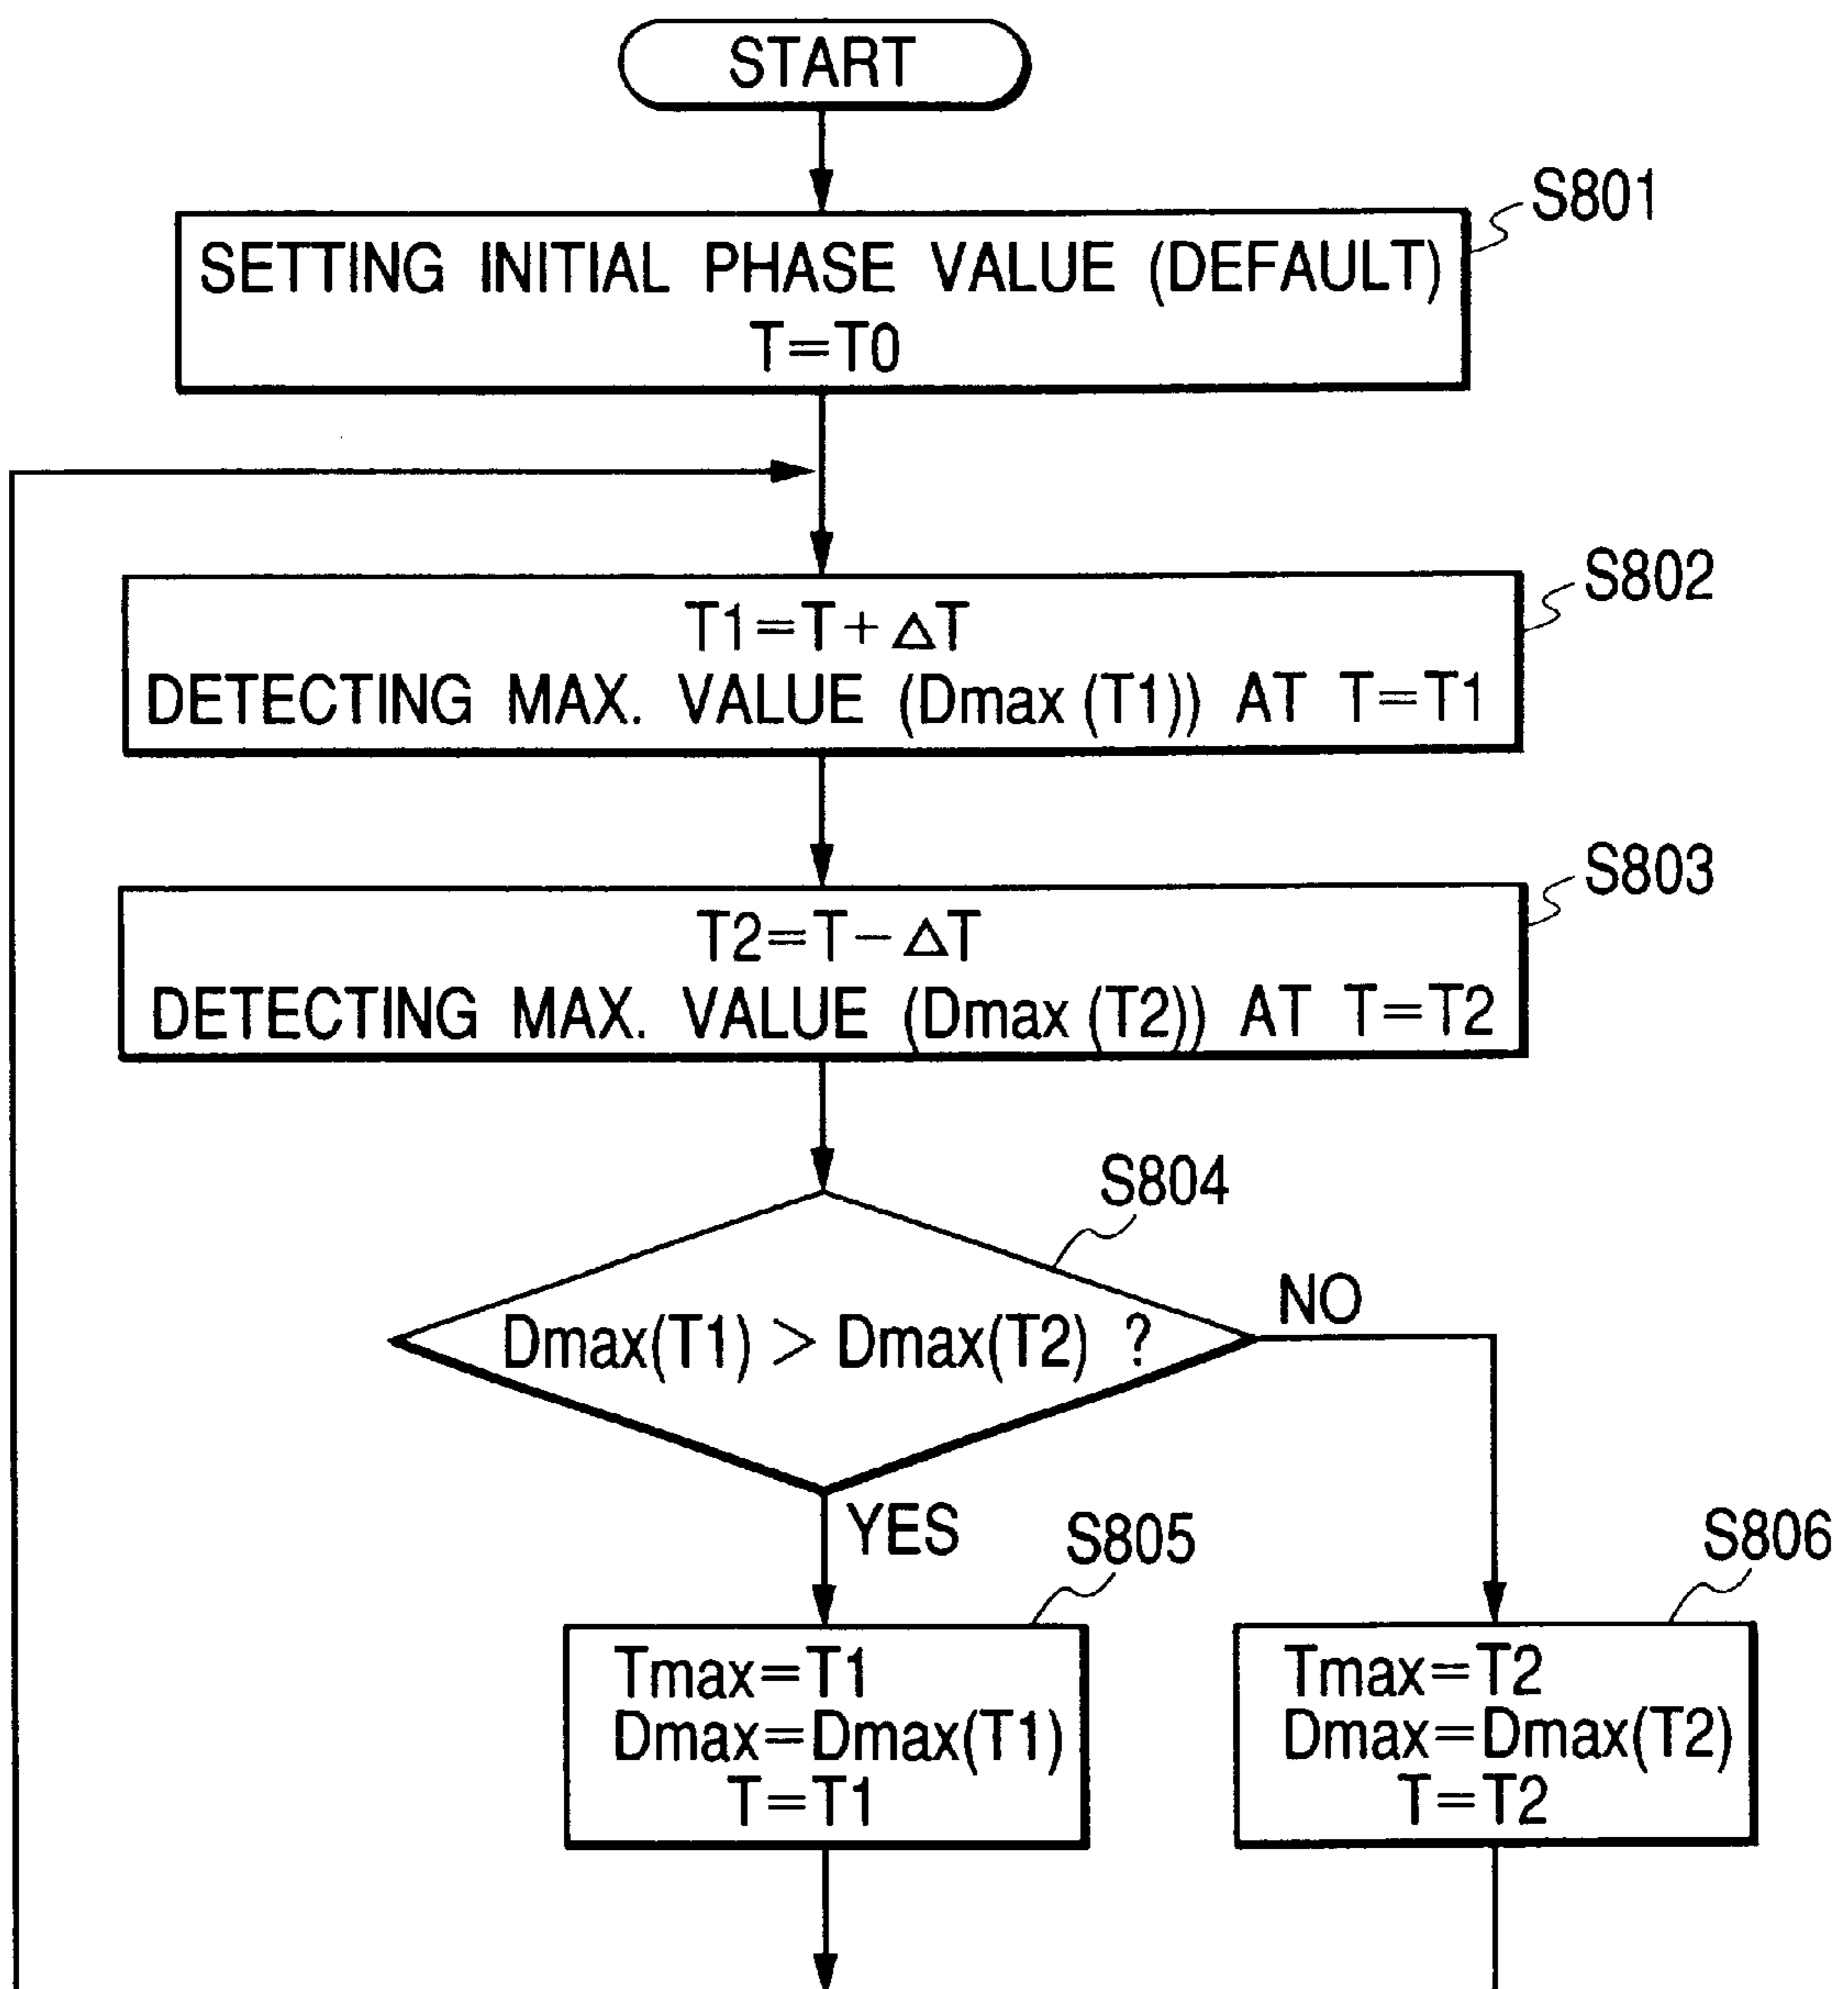 START
S801
SETTING INITIAL PHASE VALUE (DEFAULT)
T=T0
S802
T1=T+△T
DETECTING MAX. VALUE (Dmax (T1)) AT T=T1
S803
T2=T-△T
DETECTING MAX. VALUE (Dmax (T2)) AT T=T2
S804
Dmax(T1) > Dmax(T2) ?
NO
YES
S805
Tmax=T1
Dmax=Dmax(T1)
T=T1
S806
Tmax=T2
Dmax=Dmax(T2)
T=T2